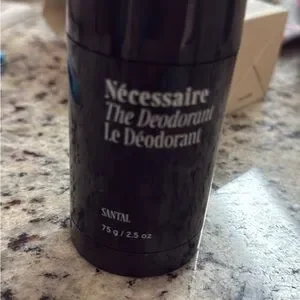 Nécessaire
The Deodorant
Le Déodorant
SANTAL
75 g / 2.5 oz